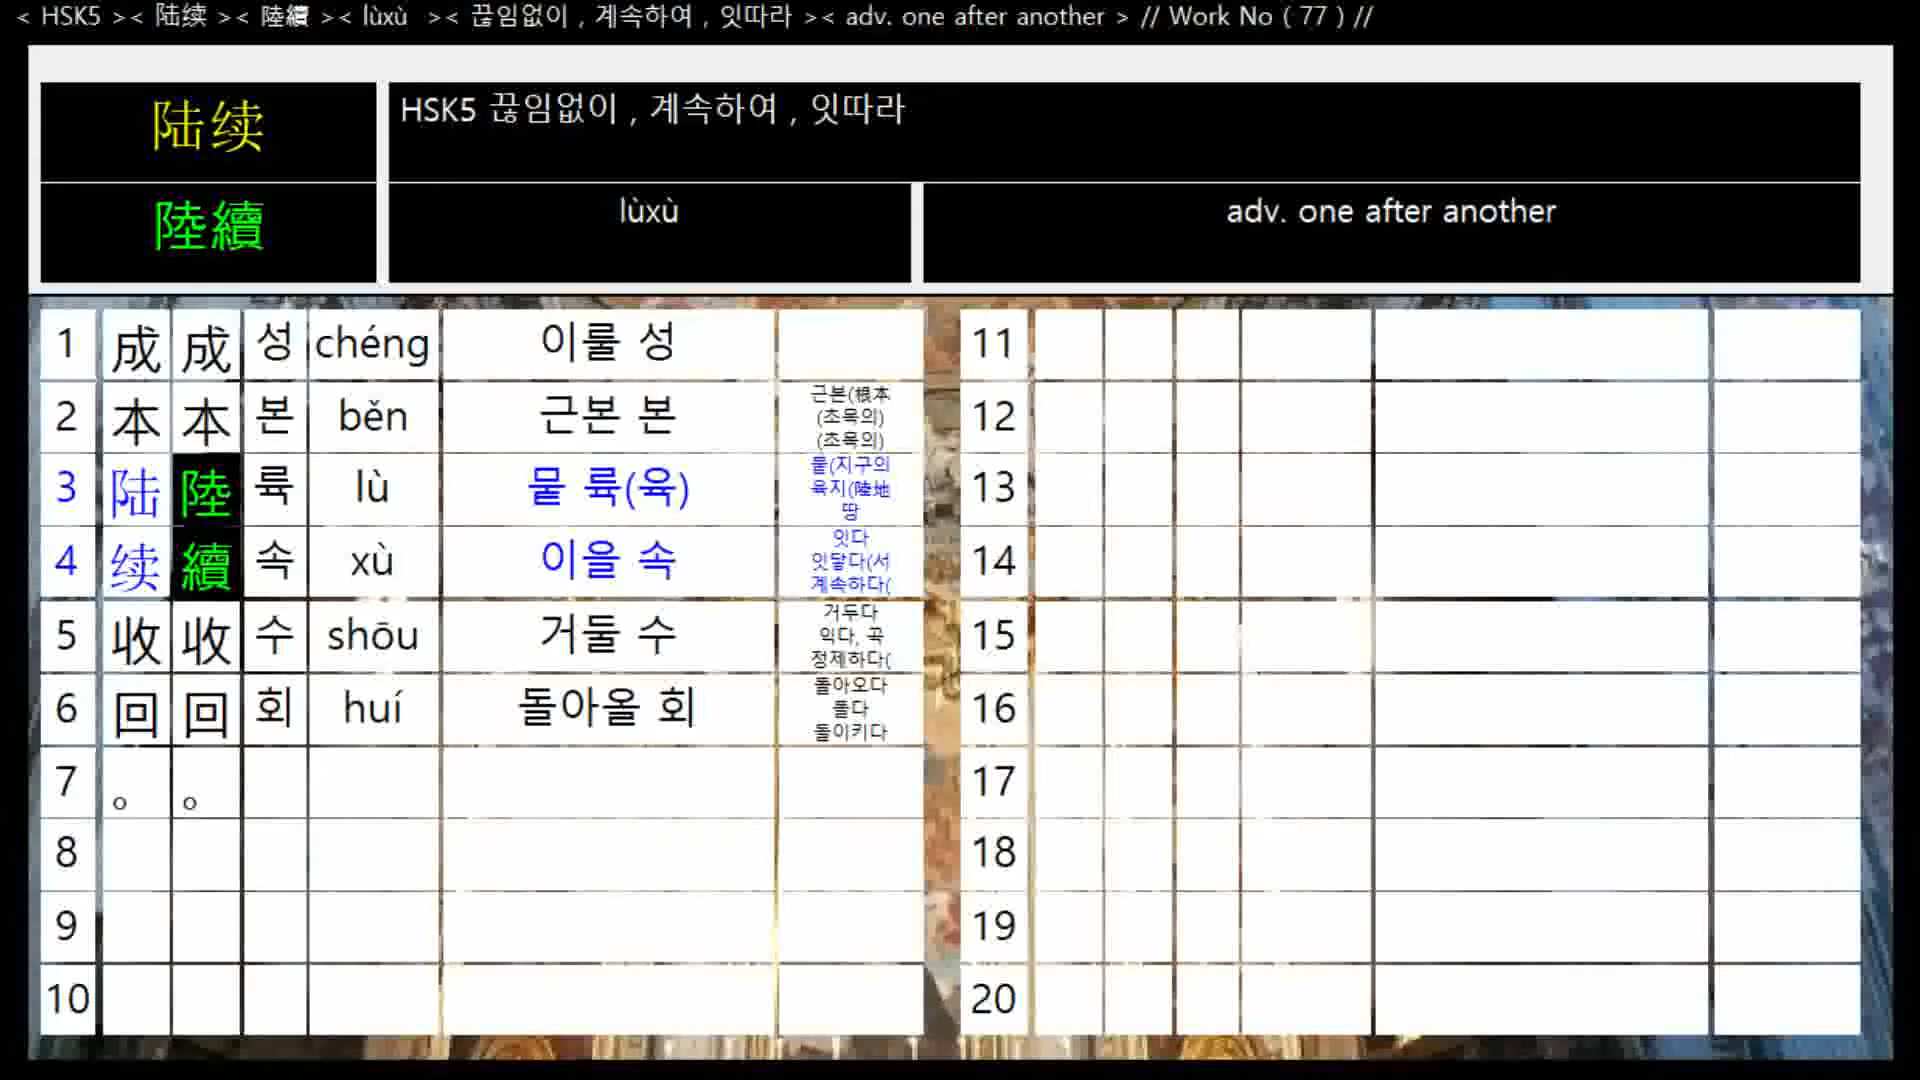 < HSK5 >< 陆续 >< 陸續 >< lùxù >< 끊임없이 , 계속하여 , 잇따라 >< adv. one after another > // Work No ( 77 ) //
陆续
HSK5 끊임없이 , 계속하여 , 잇따라
陸續
lùxù
adv. one after another
1 成 成 성 chéng 이룰 성
2 本 本 본 běn 근본 본
근본(根本
(초목의)
(초목의)
3 陆 陸 륙 lù 뭍 륙(육)
뭍(지구의
육지(陸地
땅
4 续 續 속 xù 이을 속
잇다
잇닿다(서
계속하다(
5 收 收 수 shōu 거둘 수
거두다
익다, 곡
정제하다(
6 回 回 회 huí 돌아올 회
돌아오다
돌다
돌이키다
7 。 。
8
9
10
11
12
13
14
15
16
17
18
19
20